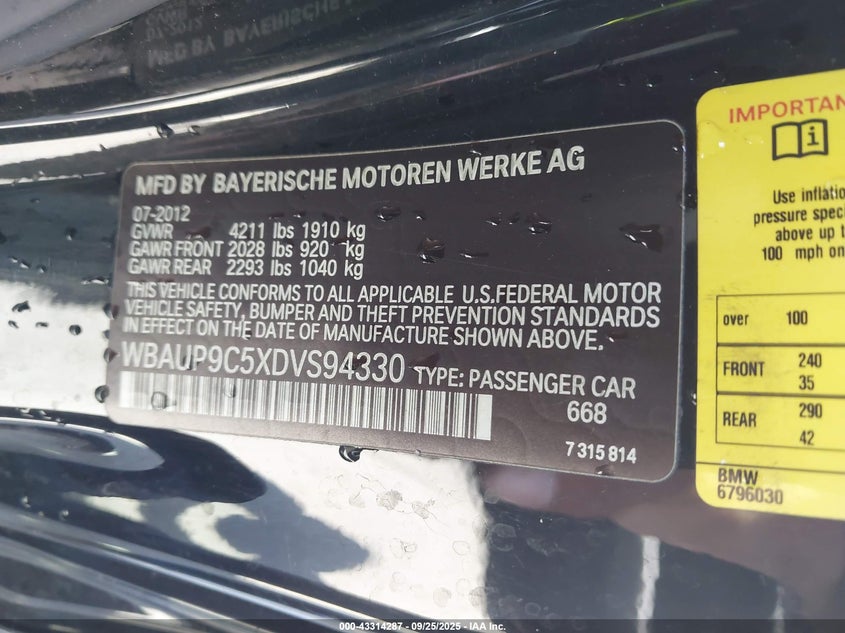 MFD BY BAYERISCHE MOTOREN WERKE AG
07-2012
GVWR 4211 lbs 1910 kg
GAWR FRONT 2028 lbs 920 kg
GAWR REAR 2293 lbs 1040 kg
THIS VEHICLE CONFORMS TO ALL APPLICABLE U.S.FEDERAL MOTOR
VEHICLE SAFETY, BUMPER AND THEFT PREVENTION STANDARDS
IN EFFECT ON THE DATE OF MANUFACTURE SHOWN ABOVE.
WBAUP9C5XDVS94330 TYPE: PASSENGER CAR
668
7 315 814
IMPORTAN
Use inflatio
pressure spec
above up t
100 mph on
over 100
FRONT 240
35
REAR 290
42
BMW
6796030
000-43314287 - 09/25/2025 - IAA Inc.